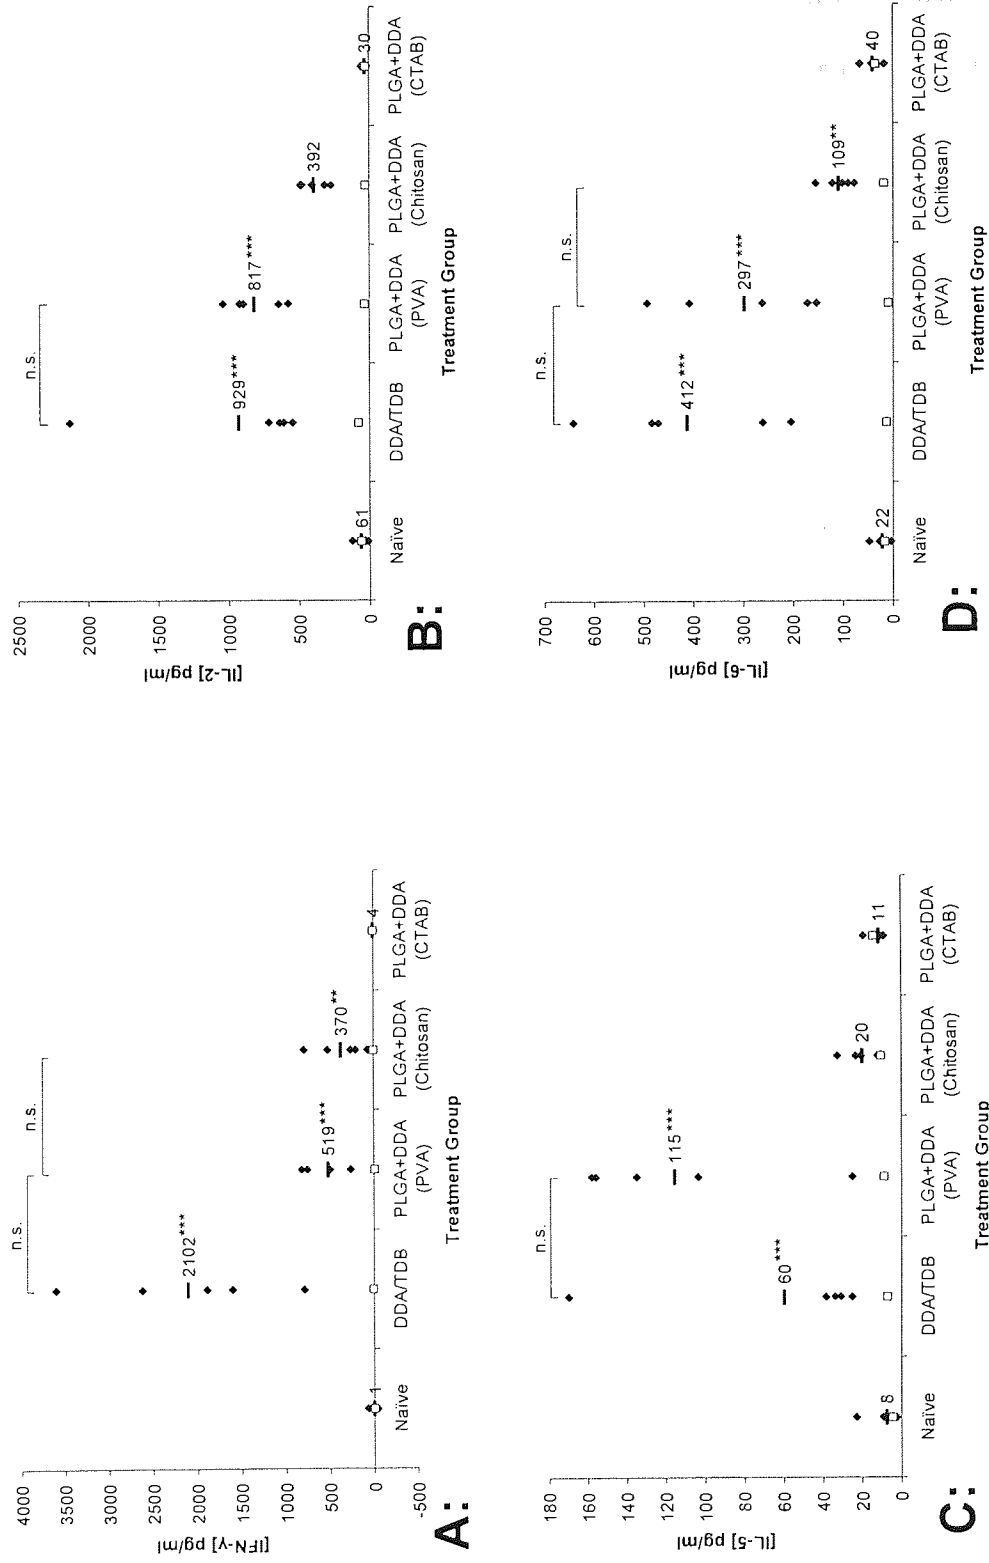 A:
[IFN-γ] pg/ml
4000
3500
3000
2500
2000
1500
1000
500
0
-500
n.s.
n.s.
1
2102***
519***
370**
4
Naïve DDA/TDB PLGA+DDA PLGA+DDA PLGA+DDA
(PVA) (Chitosan) (CTAB)
Treatment Group
B:
[IL-2] pg/ml
2500
2000
1500
1000
500
0
n.s.
61
929***
817***
392
30
Naïve DDA/TDB PLGA+DDA PLGA+DDA PLGA+DDA
(PVA) (Chitosan) (CTAB)
Treatment Group
C:
[IL-5] pg/ml
180
160
140
120
100
80
60
40
20
0
n.s.
8
60***
115***
20
11
Naïve DDA/TDB PLGA+DDA PLGA+DDA PLGA+DDA
(PVA) (Chitosan) (CTAB)
Treatment Group
D:
[IL-6] pg/ml
700
600
500
400
300
200
100
0
n.s.
n.s.
22
412***
297***
109**
40
Naïve DDA/TDB PLGA+DDA PLGA+DDA PLGA+DDA
(PVA) (Chitosan) (CTAB)
Treatment Group